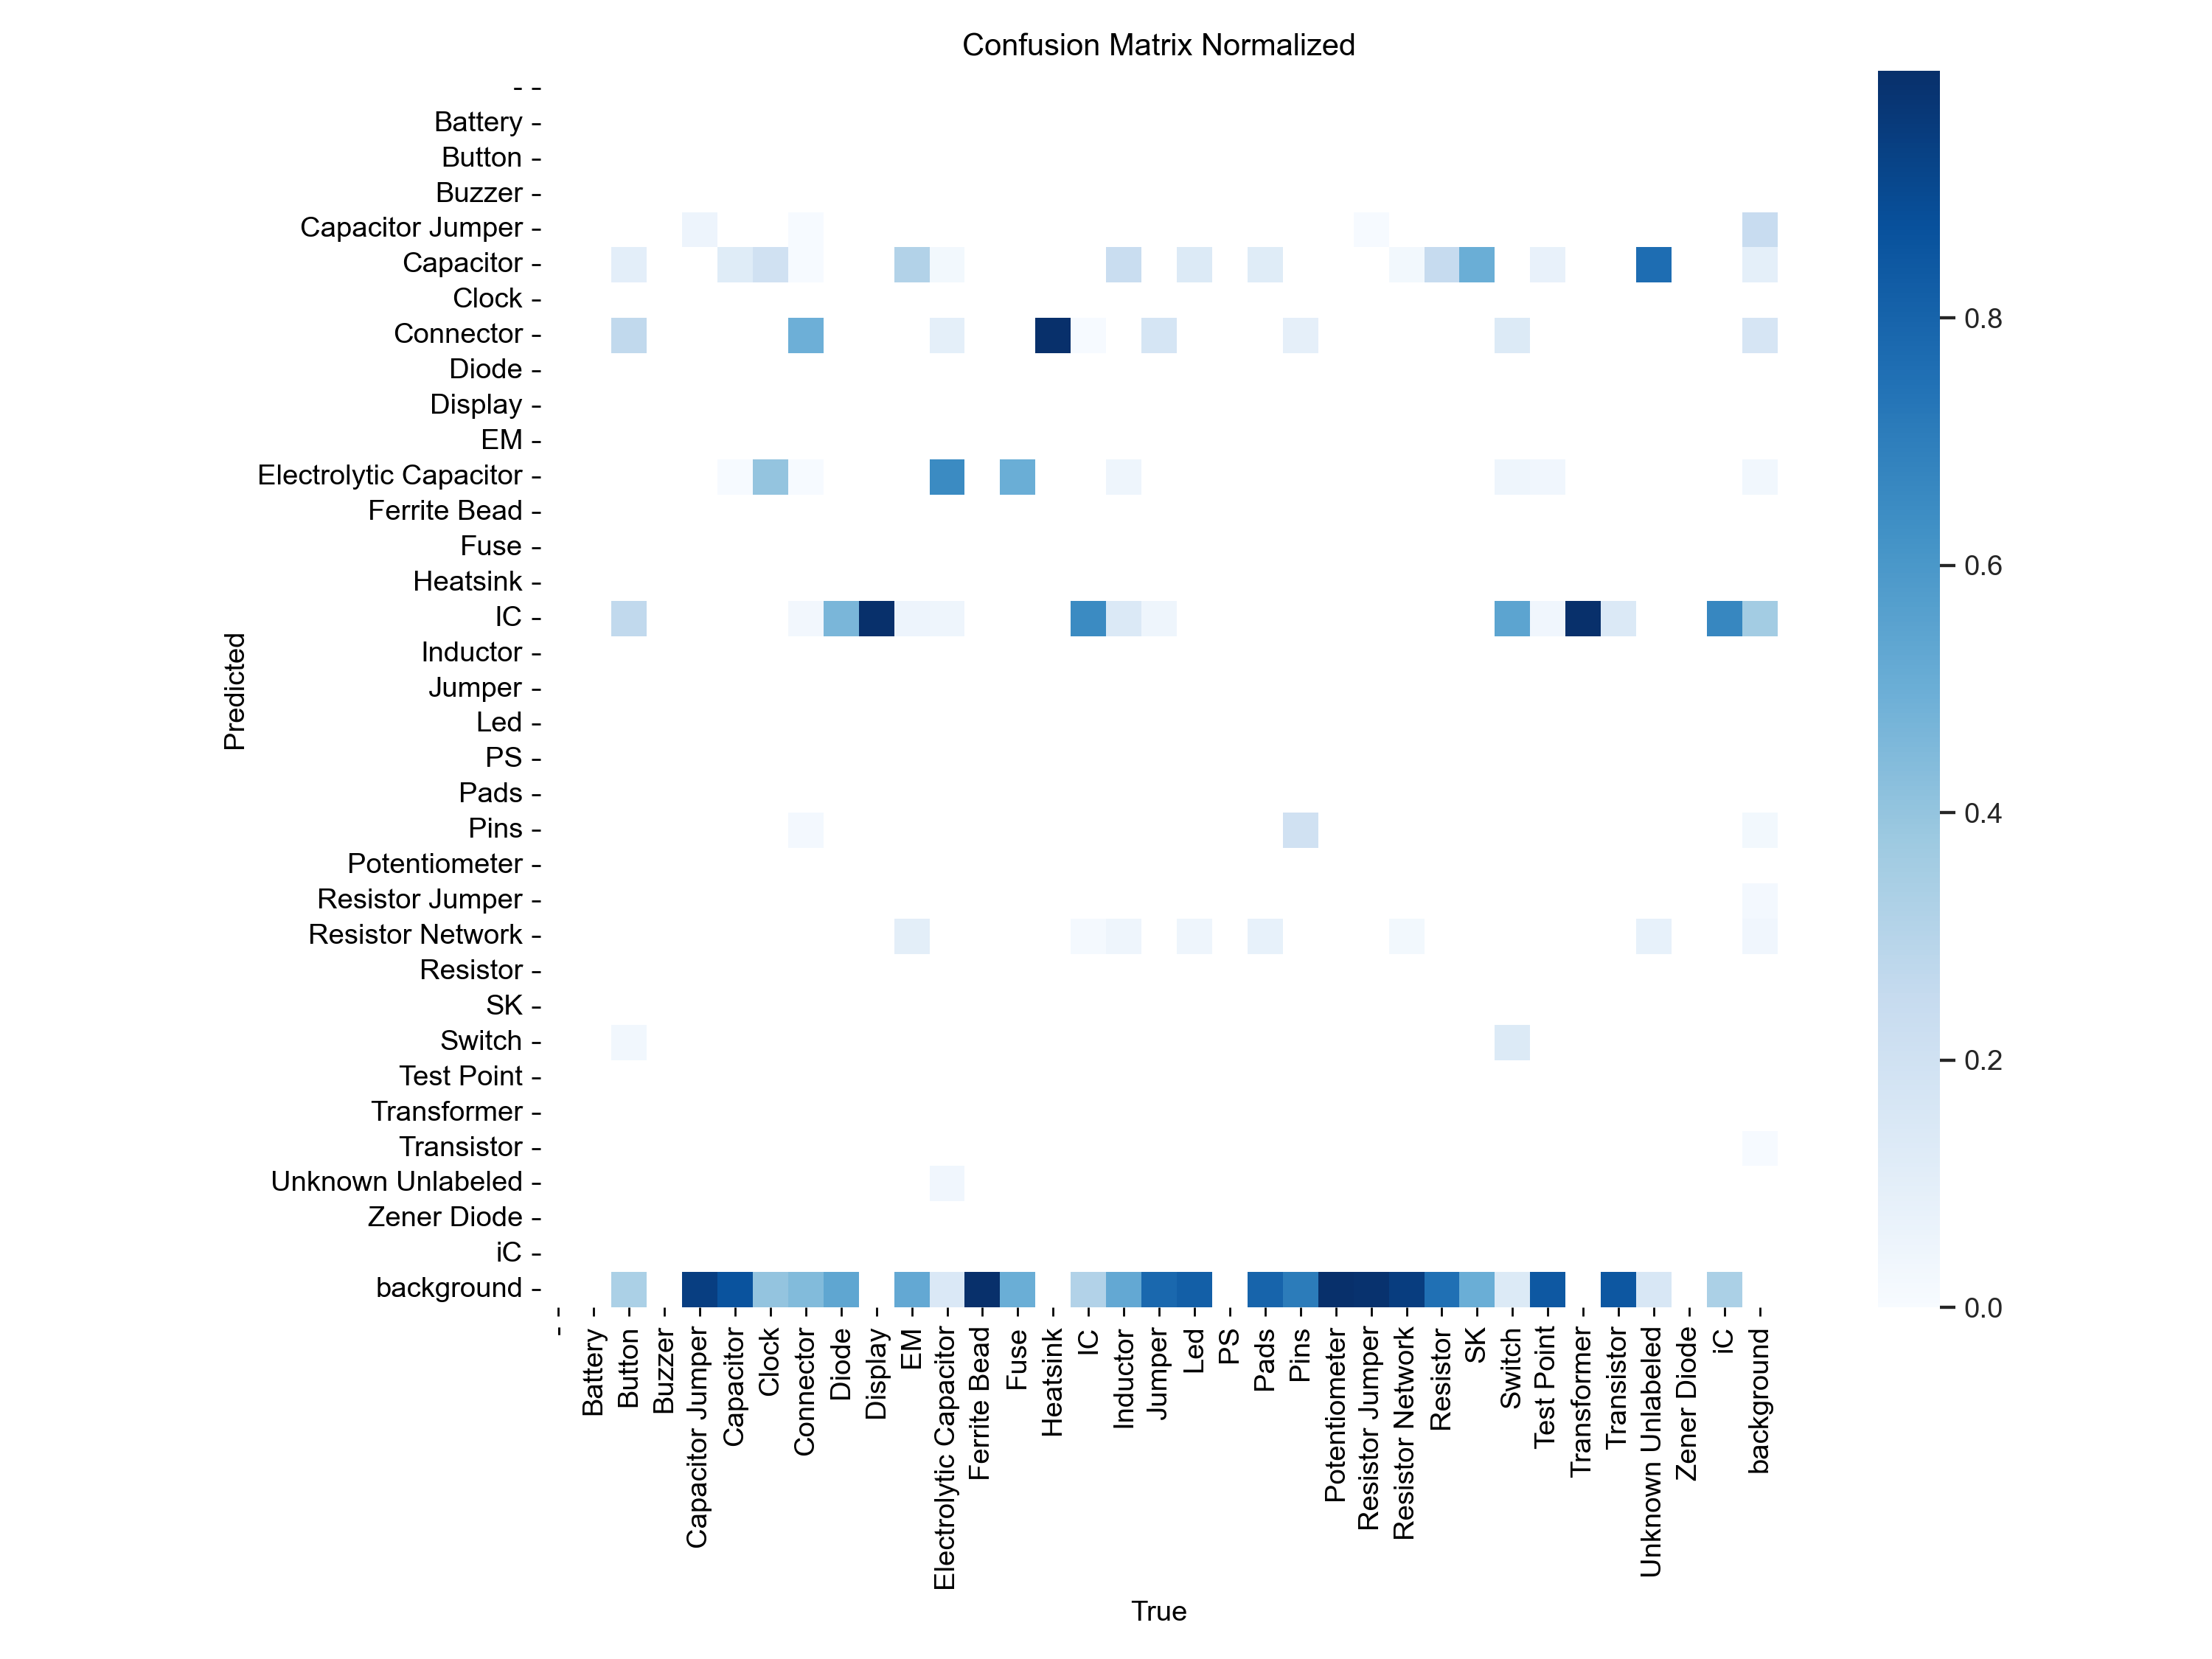 Confusion Matrix Normalized
-
Battery
Button
Buzzer
Capacitor Jumper
Capacitor
Clock
Connector
Diode
Display
EM
Electrolytic Capacitor
Ferrite Bead
Fuse
Heatsink
IC
Inductor
Jumper
Led
PS
Pads
Pins
Potentiometer
Resistor Jumper
Resistor Network
Resistor
SK
Switch
Test Point
Transformer
Transistor
Unknown Unlabeled
Zener Diode
iC
background
Predicted
-
Battery
Button
Buzzer
Capacitor Jumper
Capacitor
Clock
Connector
Diode
Display
EM
Electrolytic Capacitor
Ferrite Bead
Fuse
Heatsink
IC
Inductor
Jumper
Led
PS
Pads
Pins
Potentiometer
Resistor Jumper
Resistor Network
Resistor
SK
Switch
Test Point
Transformer
Transistor
Unknown Unlabeled
Zener Diode
iC
background
True
0.8
0.6
0.4
0.2
0.0